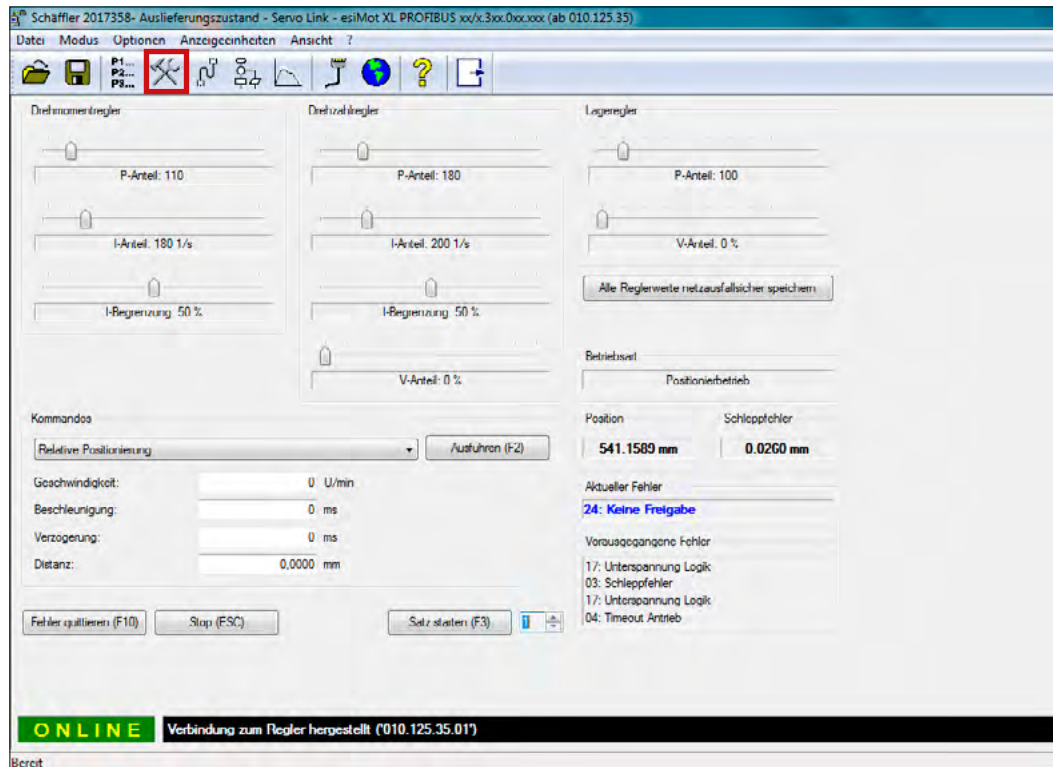 Schäffler 2017358- Auslieferungszustand - Servo Link - esiMot XL PROFIBUS xx/x.3xx.0xx.xxx (ab 010.125.35)
Datei Modus Optionen Anzeigeeinheiten Ansicht ?
P1...
P2...
P3...
Drehmomentregler
P-Anteil: 110
I-Anteil: 180 1/s
I-Begrenzung: 50 %
Drehzahlregler
P-Anteil: 180
I-Anteil: 200 1/s
I-Begrenzung: 50 %
V-Anteil: 0 %
Lageregler
P-Anteil: 100
V-Anteil: 0 %
Alle Reglerwerte netzausfallsicher speichern
Betriebsart
Positionierbetrieb
Kommandos
Relative Positionierung
Ausführen (F2)
Geschwindigkeit: 0 U/min
Beschleunigung: 0 ms
Verzögerung: 0 ms
Distanz: 0,0000 mm
Position
541.1589 mm
Schleppfehler
0.0260 mm
Aktueller Fehler
24: Keine Freigabe
Vorausgegangene Fehler
17: Unterspannung Logik
03: Schleppfehler
17: Unterspannung Logik
04: Timeout Antrieb
Fehler quittieren (F10)
Stop (ESC)
Satz starten (F3)
1
ONLINE
Verbindung zum Regler hergestellt ('010.125.35.01')
Bereit